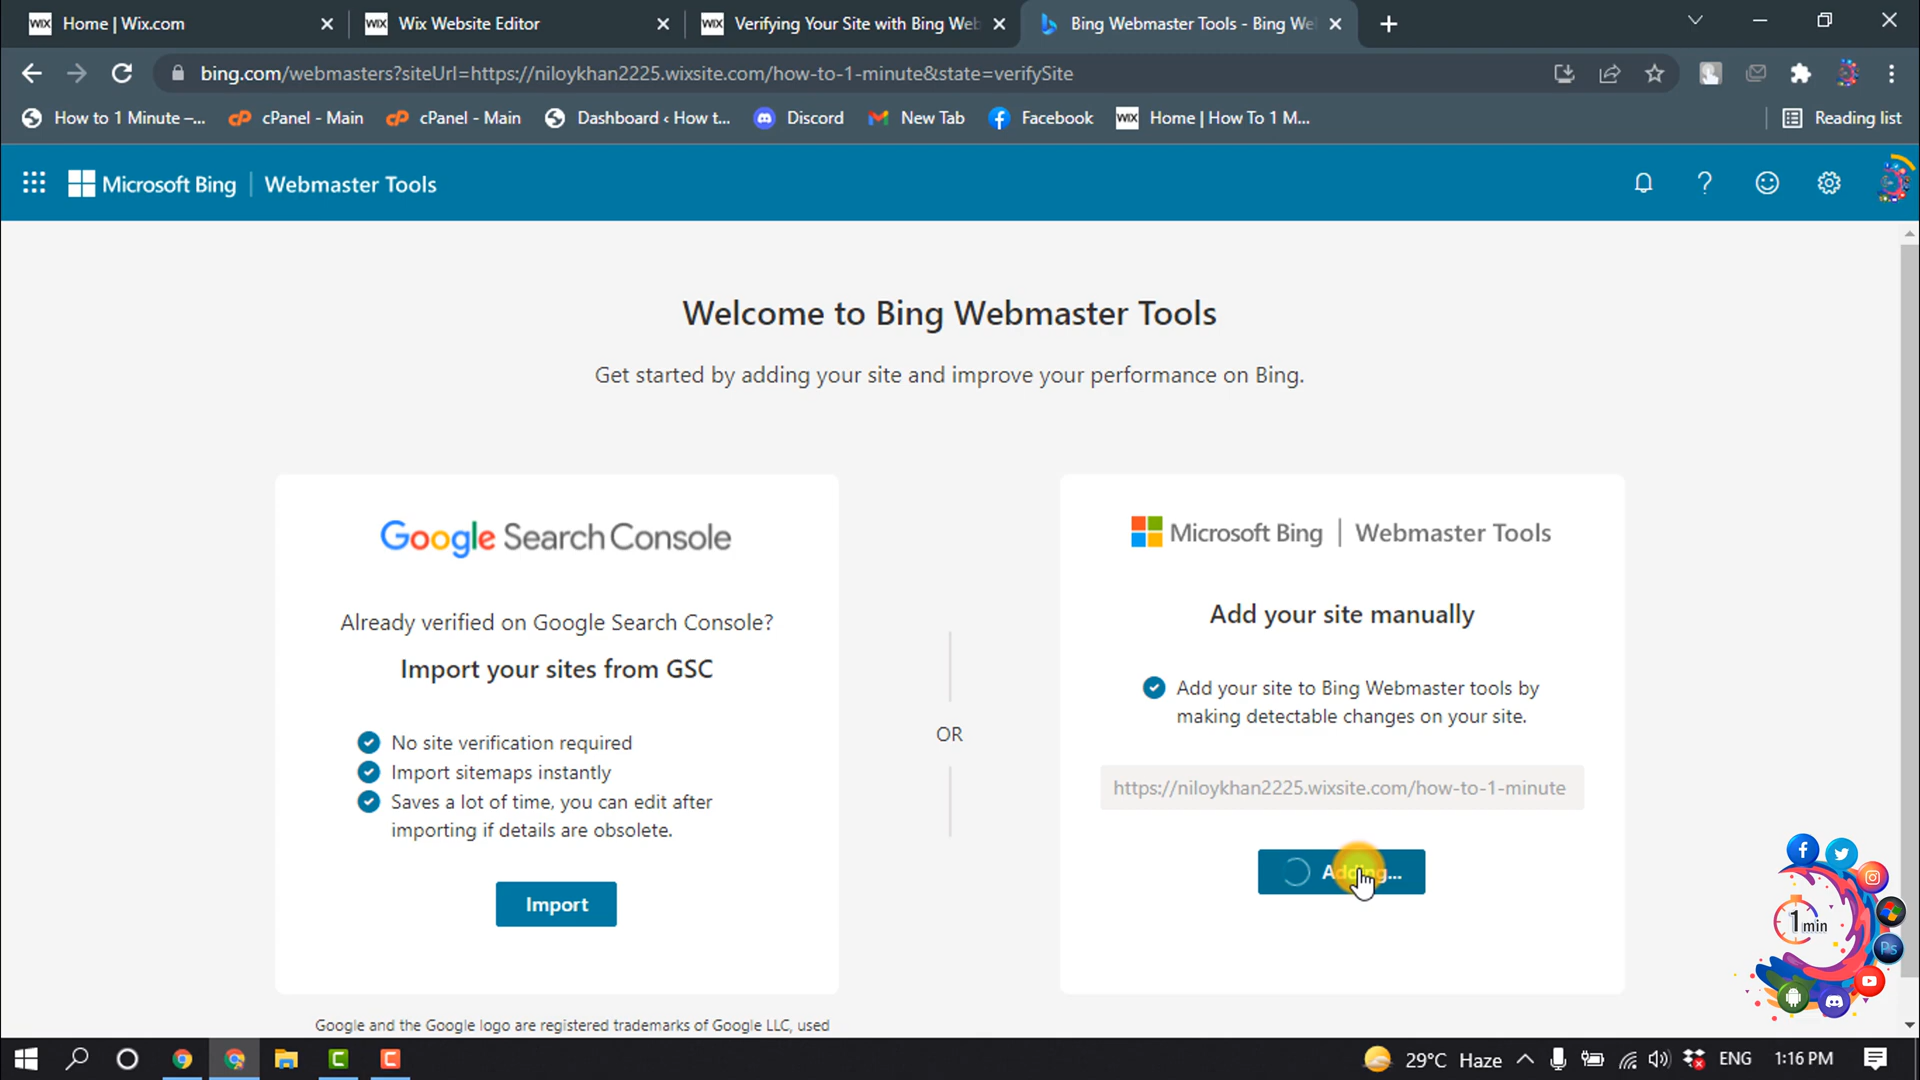 Home | Wix.com
Wix Website Editor
Verifying Your Site with Bing Web
Bing Webmaster Tools - Bing We
bing.com/webmasters?siteUrl=https://niloykhan2225.wixsite.com/how-to-1-minute&state=verifySite
How to 1 Minute –...
cPanel - Main
cPanel - Main
Dashboard ‹ How t...
Discord
New Tab
Facebook
WIX
Home | How To 1 M...
Reading list
Microsoft Bing | Webmaster Tools
Welcome to Bing Webmaster Tools
Get started by adding your site and improve your performance on Bing.
Google Search Console
Already verified on Google Search Console?
Import your sites from GSC
No site verification required
Import sitemaps instantly
Saves a lot of time, you can edit after
importing if details are obsolete.
Import
OR
Microsoft Bing | Webmaster Tools
Add your site manually
Add your site to Bing Webmaster tools by
making detectable changes on your site.
https://niloykhan2225.wixsite.com/how-to-1-minute
Adding...
1min
Ps
Google and the Google logo are registered trademarks of Google LLC, used
29°C Haze
ENG
1:16 PM